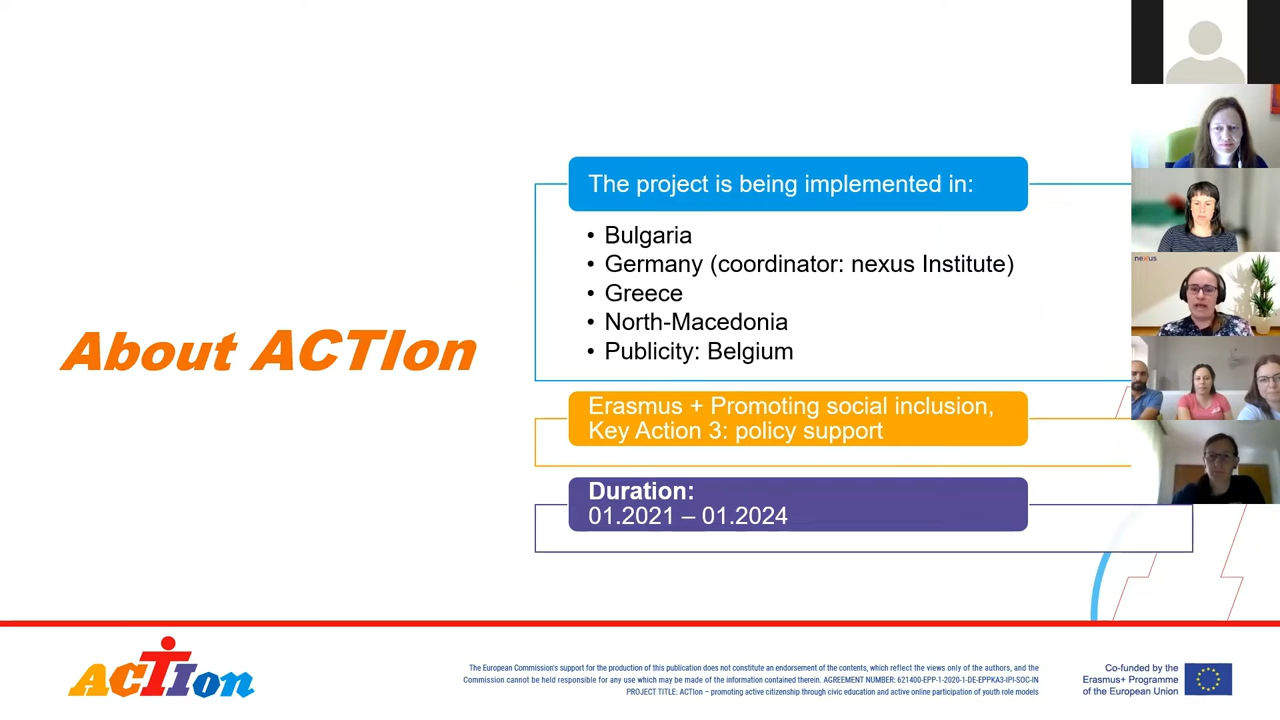 The project is being implemented in:
• Bulgaria
• Germany (coordinator: nexus Institute)
• Greece
• North-Macedonia
• Publicity: Belgium
About ACTIon
Erasmus + Promoting social inclusion,
Key Action 3: policy support
Duration:
01.2021 – 01.2024
nexus
ACTIon
The European Commission's support for the production of this publication does not constitute an endorsement of the contents, which reflect the views only of the authors, and the
Commission cannot be held responsible for any use which may be made of the information contained therein. AGREEMENT NUMBER: 621400-EPP-1-2020-1-DE-EPPKA3-IPI-SOC-IN
PROJECT TITLE: ACTIon – promoting active citizenship through civic education and active online participation of youth role models
Co-funded by the
Erasmus+ Programme
of the European Union